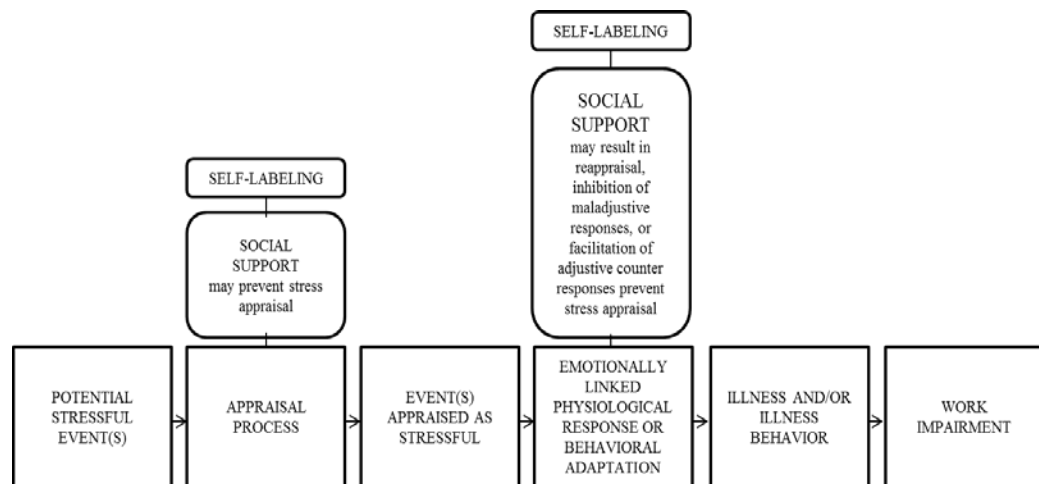 SELF-LABELING
SOCIAL
SUPPORT
may result in
reappraisal,
inhibition of
maladjustive
responses, or
facilitation of
adjustive counter
responses prevent
stress appraisal
SELF-LABELING
SOCIAL
SUPPORT
may prevent stress
appraisal
POTENTIAL
STRESSFUL
EVENT(S)
APPRAISAL
PROCESS
EVENT(S)
APPRAISED AS
STRESSFUL
EMOTIONALLY
LINKED
PHYSIOLOGICAL
RESPONSE OR
BEHAVIORAL
ADAPTATION
ILLNESS AND/OR
ILLNESS
BEHAVIOR
WORK
IMPAIRMENT